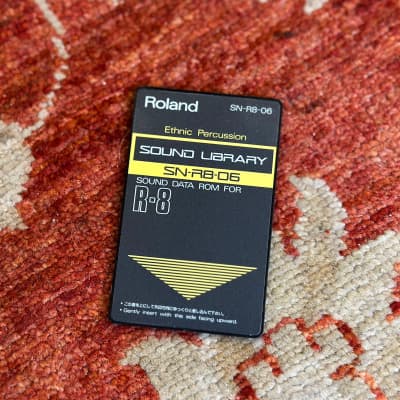 Roland SN-R8-06
Ethnic Percussion
SOUND LIBRARY
SN-R8-06
SOUND DATA ROM FOR
R-8
• Gently insert with this side facing upward.